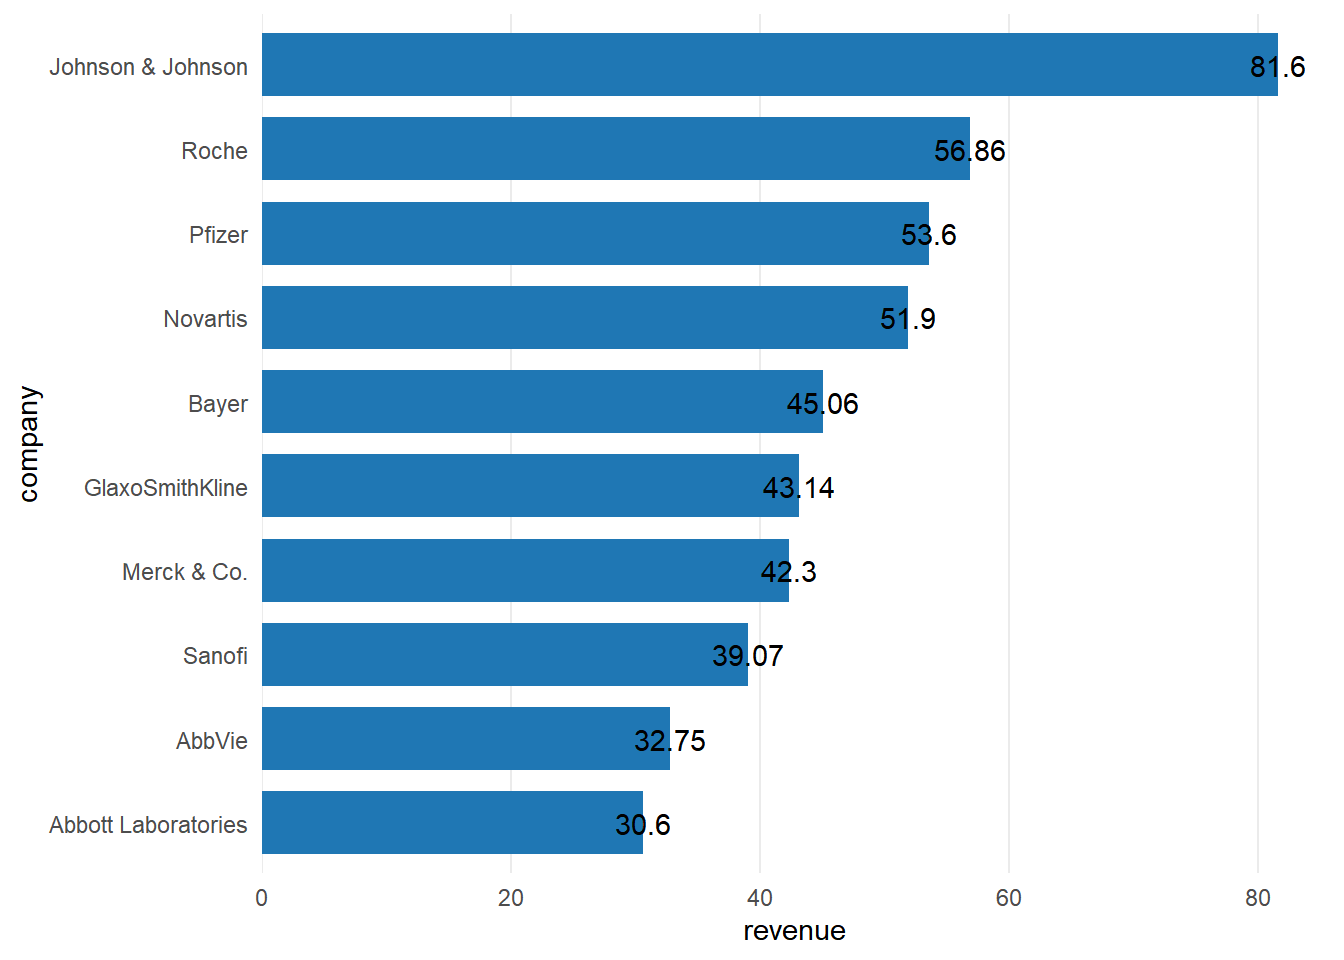 Johnson & Johnson 81.6
Roche 56.86
Pfizer 53.6
Novartis 51.9
Bayer 45.06
GlaxoSmithKline 43.14
Merck & Co. 42.3
Sanofi 39.07
AbbVie 32.75
Abbott Laboratories 30.6
company
0 20 40 60 80
revenue